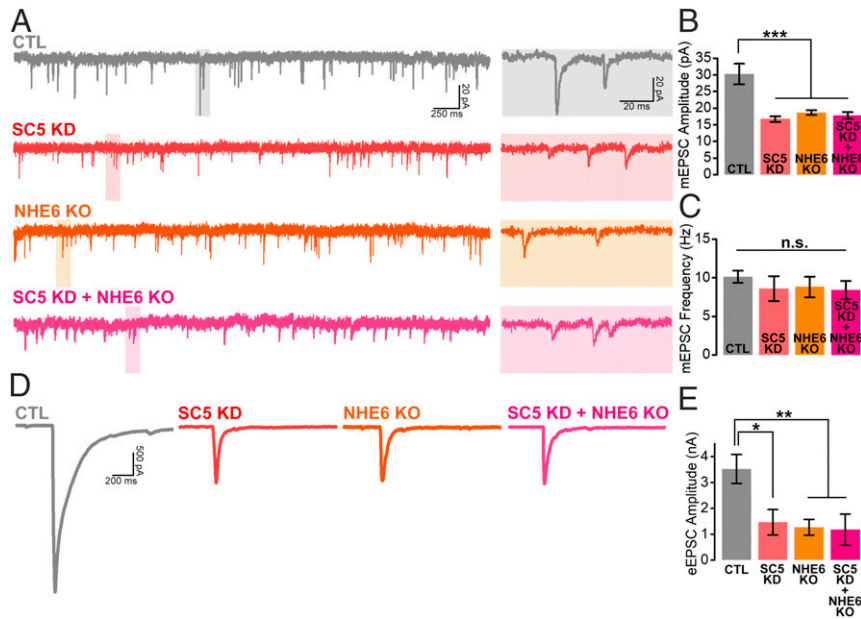 A
CTL
20 pA
250 ms
20 pA
20 ms
SC5 KD
NHE6 KO
SC5 KD + NHE6 KO
B
mEPSC Amplitude (pA)
35
30
25
20
15
10
5
0
***
CTL
SC5
KD
NHE6
KO
SC5
KD
+
NHE6
KO
C
mEPSC Frequency (Hz)
15
10
5
0
n.s.
CTL
SC5
KD
NHE6
KO
SC5
KD
+
NHE6
KO
D
CTL
500 pA
200 ms
SC5 KD
NHE6 KO
SC5 KD + NHE6 KO
E
eEPSC Amplitude (nA)
4
3
2
1
0
*
**
CTL
SC5
KD
NHE6
KO
SC5
KD
+
NHE6
KO